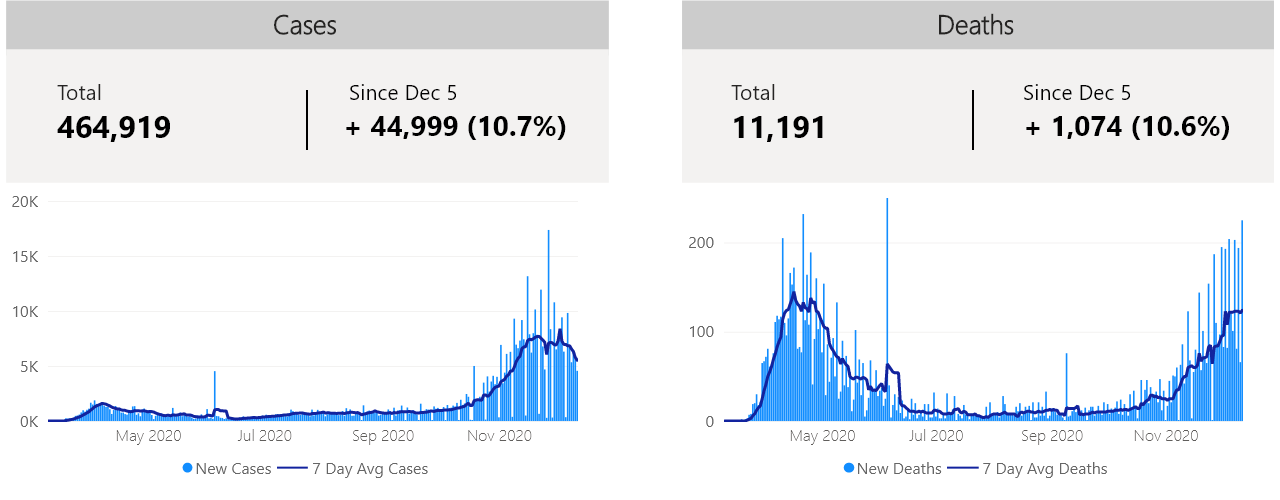 Cases
Total
464,919
Since Dec 5
+ 44,999 (10.7%)
20K
15K
10K
5K
0K
May 2020
Jul 2020
Sep 2020
Nov 2020
New Cases
7 Day Avg Cases
Deaths
Total
11,191
Since Dec 5
+ 1,074 (10.6%)
200
100
0
May 2020
Jul 2020
Sep 2020
Nov 2020
New Deaths
7 Day Avg Deaths